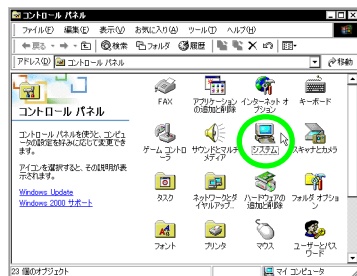 コントロール パネル
ファイル(F) 編集(E) 表示(V) お気に入り(A) ツール(T) ヘルプ(H)
戻る 検索 フォルダ 履歴
アドレス(D) コントロール パネル 移動
コントロール パネル
コントロール パネルを使うと、コンピュ
ータの設定を好みに応じて変更でき
ます。
アイコンを選択すると、その説明が表
示されます。
Windows Update
Windows 2000 サポート
FAX
アプリケーション
の追加と削除
インターネット オ
プション
キーボード
ゲーム コントロ
ーラ
サウンドとマルチ
メディア
システム
スキャナとカメラ
タスク
ネットワークとダ
イヤルアップ...
ハードウェアの
追加と削除
フォルダ オプショ
ン
フォント
プリンタ
マウス
ユーザーとパス
ワード
23 個のオブジェクト
マイ コンピュータ